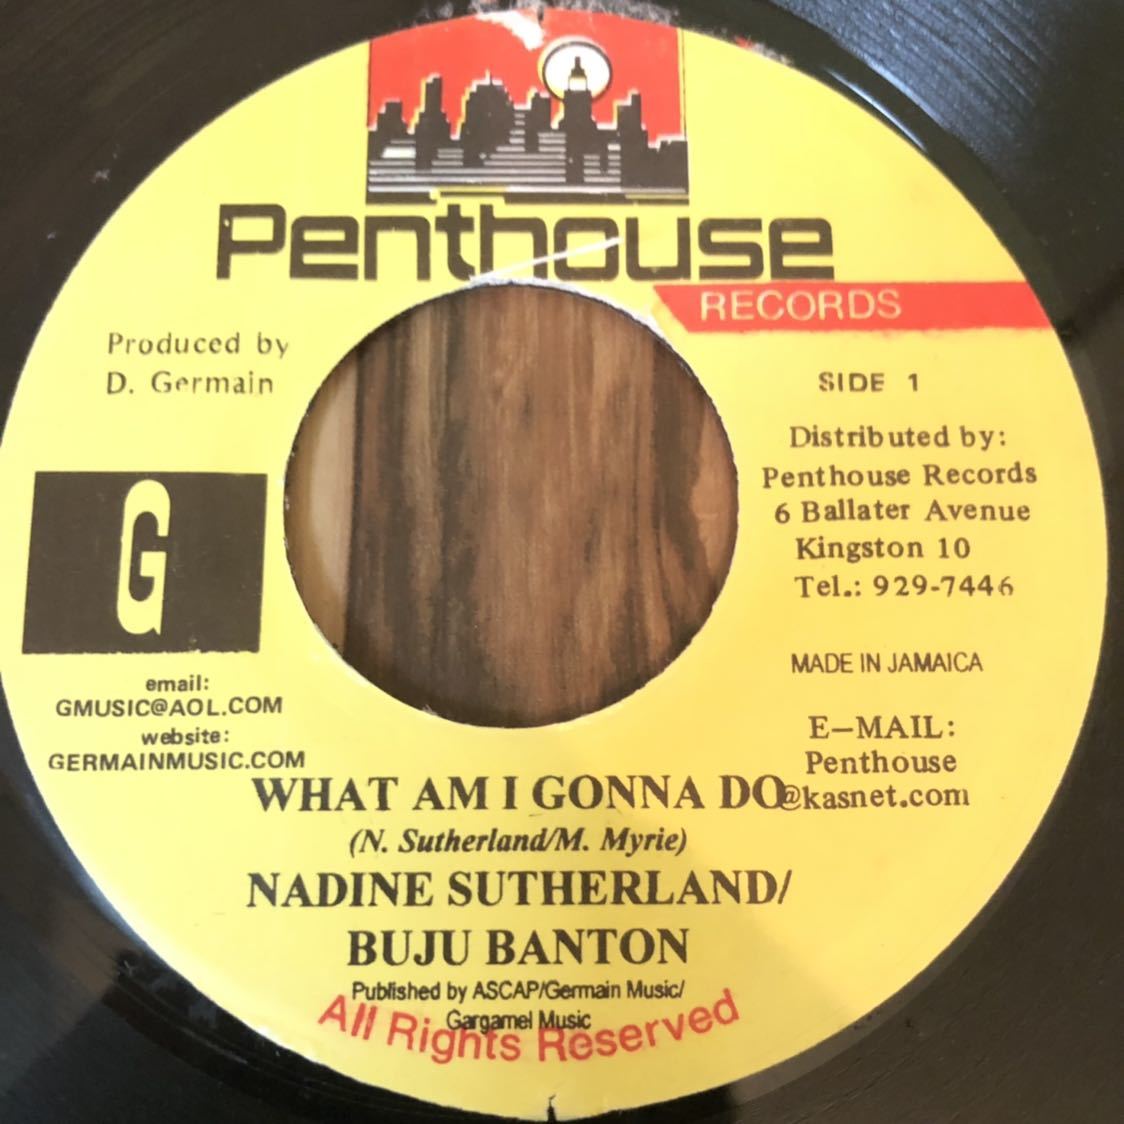 Penthouse
RECORDS
Produced by
D. Germain
SIDE 1
Distributed by:
Penthouse Records
6 Ballater Avenue
Kingston 10
Tel.: 929-7446
G
MADE IN JAMAICA
email:
GMUSIC@AOL.COM
website:
GERMAINMUSIC.COM
E-MAIL:
Penthouse
@kasnet.com
WHAT AM I GONNA DO
(N. Sutherland/M. Myrie)
NADINE SUTHERLAND/
BUJU BANTON
Published by ASCAP/Germain Music/
Gargamel Music
All Rights Reserved